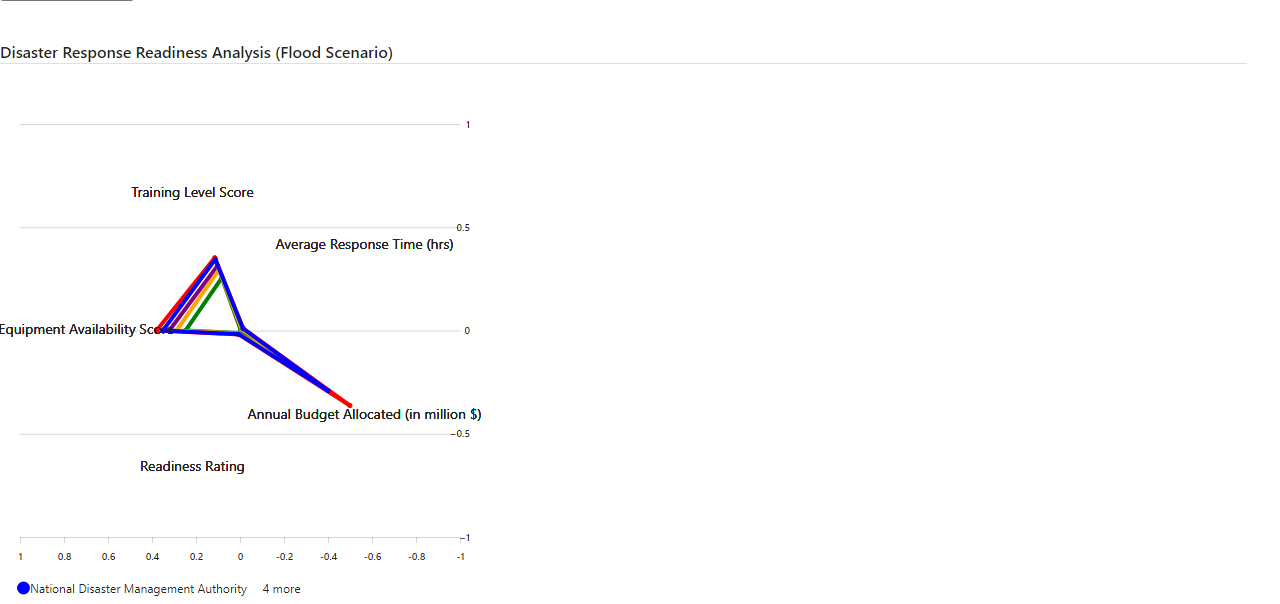 Disaster Response Readiness Analysis (Flood Scenario)
1
Training Level Score
0.5
Average Response Time (hrs)
Equipment Availability Score
0
Annual Budget Allocated (in million $)
−0.5
Readiness Rating
−1
1 0.8 0.6 0.4 0.2 0 -0.2 -0.4 -0.6 -0.8 -1
National Disaster Management Authority 4 more